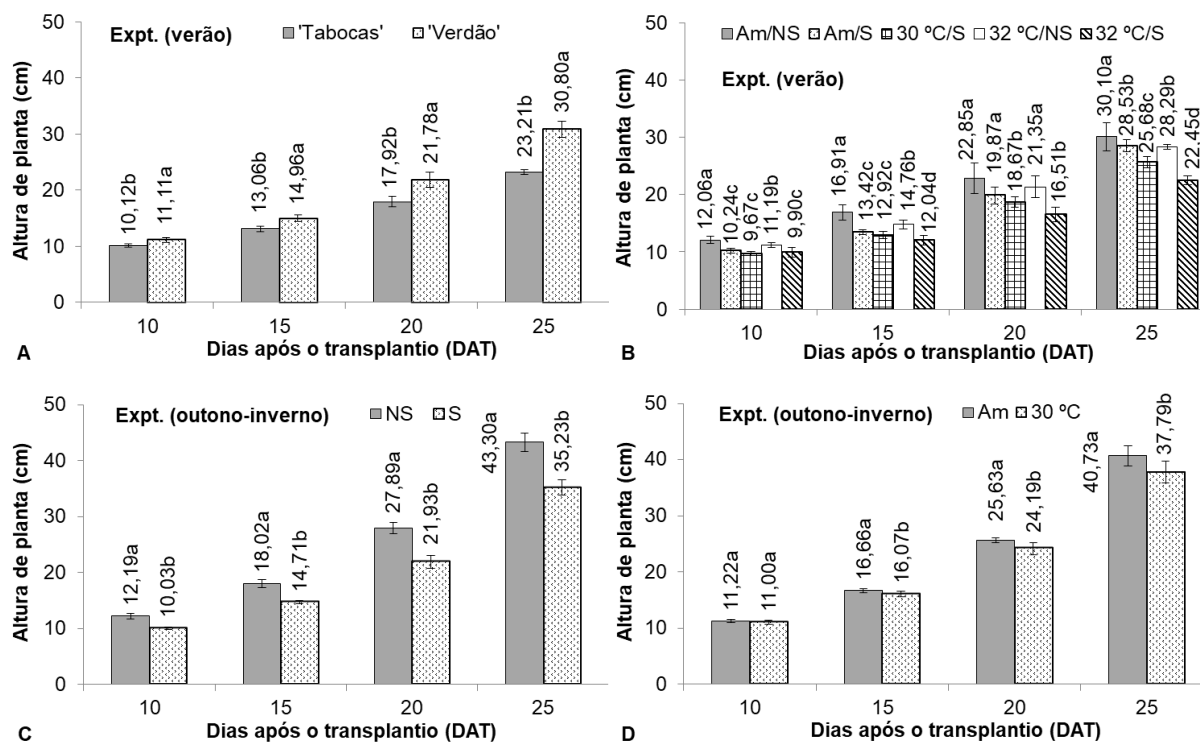 Expt. (verão) 'Tabocas' 'Verdão'
Altura de planta (cm)
50
40
30
20
10
0
10,12b 11,11a 13,06b 14,96a 17,92b 21,78a 23,21b 30,80a
10 15 20 25
A Dias após o transplantio (DAT)
Am/NS Am/S 30 ºC/S 32 ºC/NS 32 ºC/S
Expt. (verão)
Altura de planta (cm)
50
40
30
20
10
0
12,06a 10,24c 9,67c 11,19b 9,90c 16,91a 13,42c 12,92c 14,76b 12,04d 22,85a 19,87a 18,67b 21,35a 16,51b 30,10a 28,53b 25,68c 28,29b 22,45d
10 15 20 25
B Dias após o transplantio (DAT)
Expt. (outono-inverno) NS S
Altura de planta (cm)
50
40
30
20
10
0
12,19a 10,03b 18,02a 14,71b 27,89a 21,93b 43,30a 35,23b
10 15 20 25
C Dias após o transplantio (DAT)
Expt. (outono-inverno) Am 30 ºC
Altura de planta (cm)
50
40
30
20
10
0
11,22a 11,00a 16,66a 16,07b 25,63a 24,19b 40,73a 37,79b
10 15 20 25
D Dias após o transplantio (DAT)